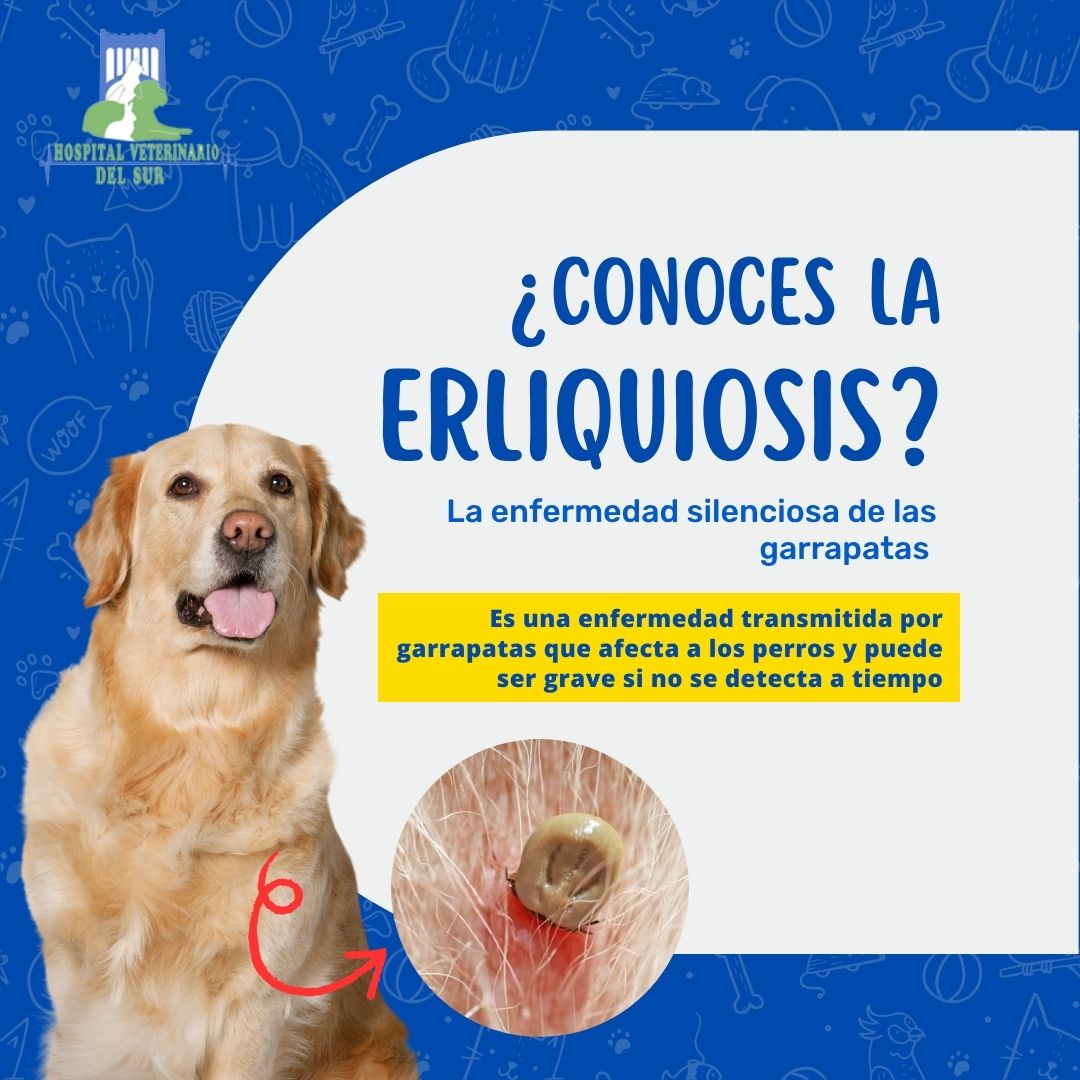 HOSPITAL VETERINARIO
DEL SUR
¿CONOCES LA
ERLIQUIOSIS?
La enfermedad silenciosa de las
garrapatas
Es una enfermedad transmitida por
garrapatas que afecta a los perros y puede
ser grave si no se detecta a tiempo
WOOF